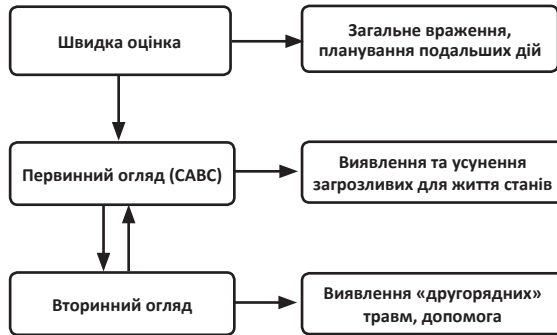 Швидка оцінка
Загальне враження,
планування подальших дій
Первинний огляд (САВС)
Виявлення та усунення
загрозливих для життя станів
Вторинний огляд
Виявлення «другорядних»
травм, допомога